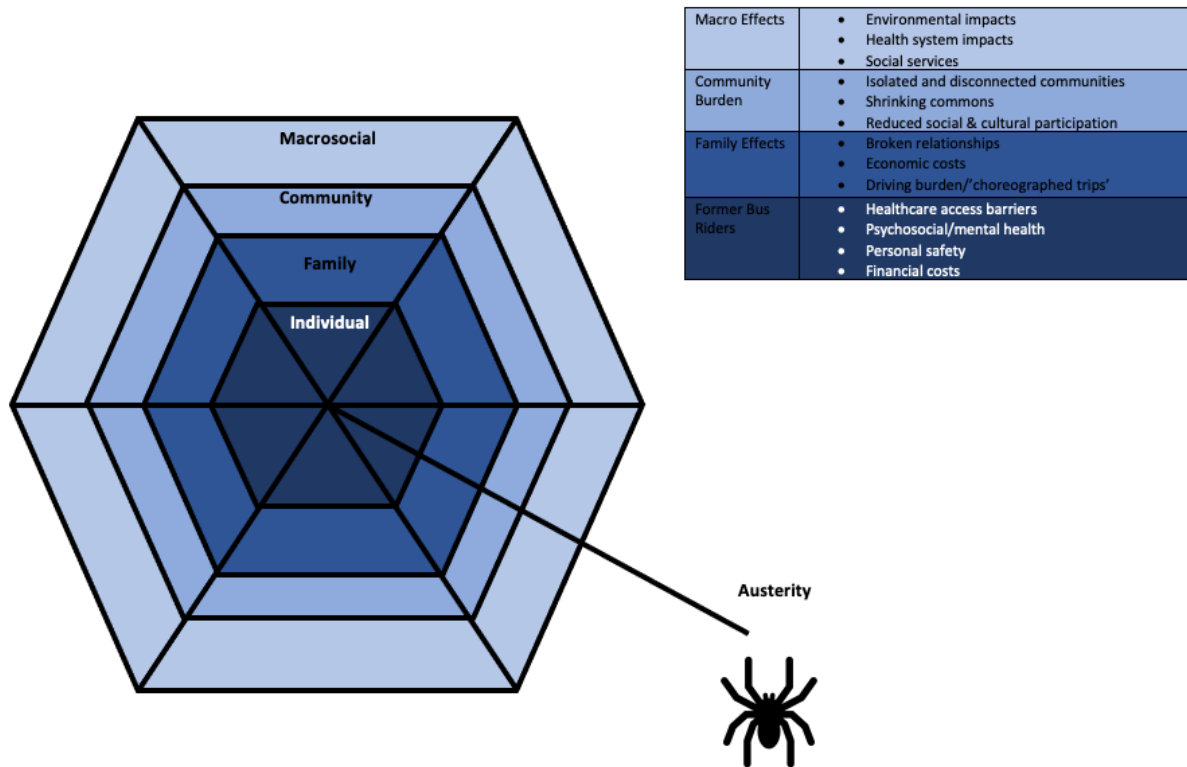 Macro Effects
• Environmental impacts
• Health system impacts
• Social services
Community
Burden
• Isolated and disconnected communities
• Shrinking commons
• Reduced social & cultural participation
Family Effects
• Broken relationships
• Economic costs
• Driving burden/'choreographed trips'
Former Bus
Riders
• Healthcare access barriers
• Psychosocial/mental health
• Personal safety
• Financial costs
Macrosocial
Community
Family
Individual
Austerity